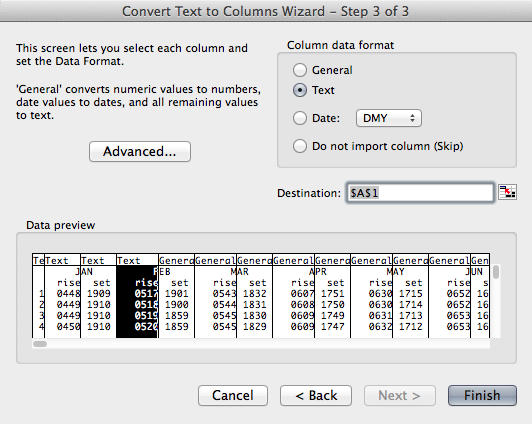 Convert Text to Columns Wizard – Step 3 of 3
This screen lets you select each column and
set the Data Format.
'General' converts numeric values to numbers,
date values to dates, and all remaining values
to text.
Advanced...
Column data format
General
Text
Date: DMY
Do not import column (Skip)
Destination: $A$1
Data preview
Te Text Text Text General General General General General General General Gen
JAN FEB MAR APR MAY JUN
rise set rise set rise set rise set rise set rise s
1 0448 1909 0517 1901 0543 1832 0607 1751 0630 1715 0652 16
2 0449 1910 0518 1900 0544 1831 0608 1750 0630 1714 0652 16
3 0449 1910 0519 1859 0545 1830 0609 1749 0631 1713 0653 16
4 0450 1910 0520 1859 0545 1829 0609 1747 0632 1712 0653 16
Cancel < Back Next > Finish